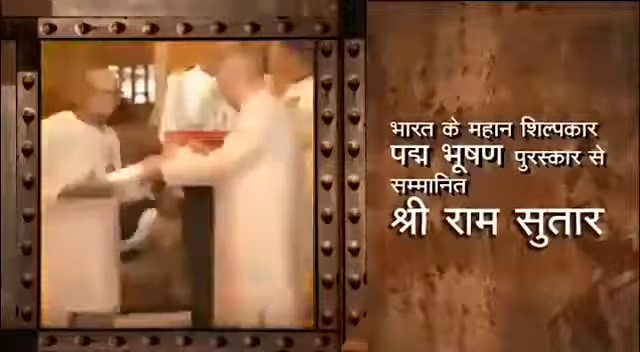 भारत के महान शिल्पकार
पद्म भूषण पुरस्कार से
सम्मानित
श्री राम सुतार